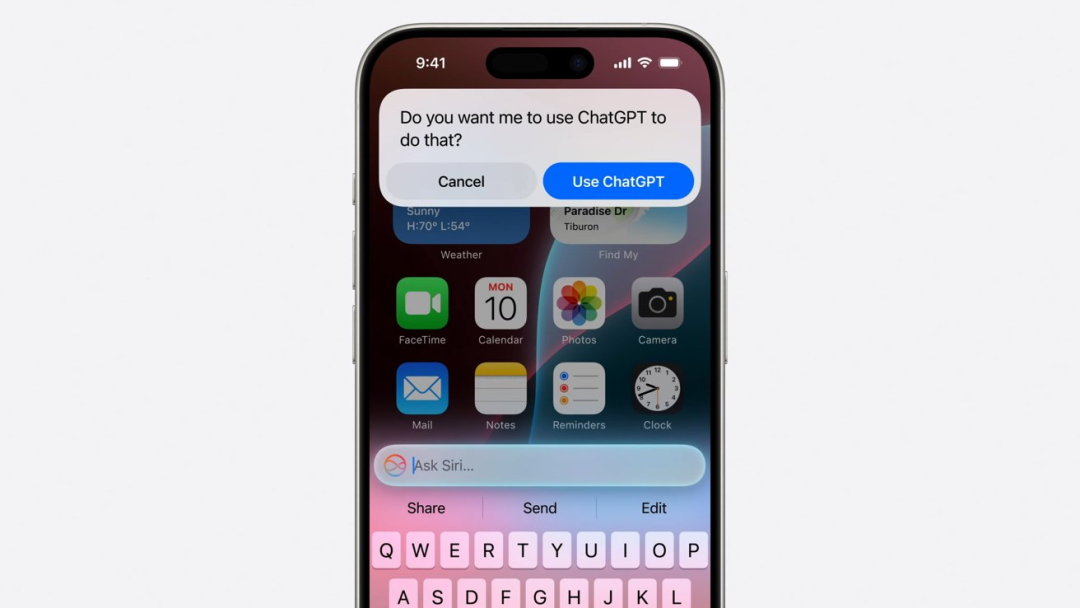 9:41
Do you want me to use ChatGPT to
do that?
Cancel
Use ChatGPT
Sunny
H:70° L:54°
Paradise Dr
Tiburon
Weather
Find My
MON
10
FaceTime
Calendar
Photos
Camera
Mail
Notes
Reminders
Clock
Ask Siri...
Share
Send
Edit
Q W E R T Y U I O P
A S D F G H J K L